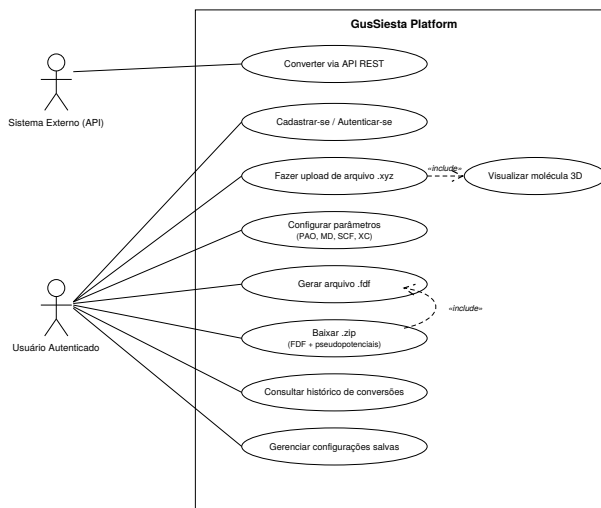 GusSiesta Platform
Converter via API REST
Sistema Externo (API)
Cadastrar-se / Autenticar-se
«include»
Fazer upload de arquivo .xyz
Visualizar molécula 3D
Configurar parâmetros
(PAO, MD, SCF, XC)
Gerar arquivo .fdf
«include»
Baixar .zip
(FDF + pseudopotenciais)
Usuário Autenticado
Consultar histórico de conversões
Gerenciar configurações salvas